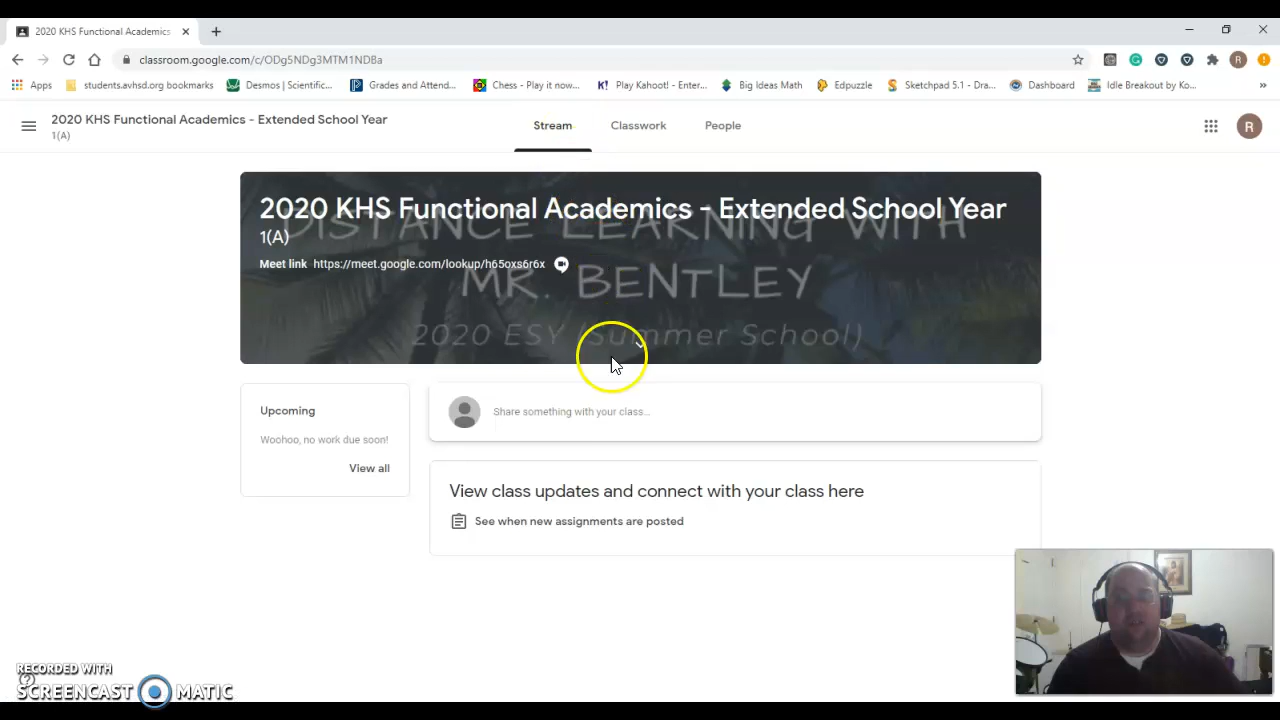 2020 KHS Functional Academics
classroom.google.com/c/ODg5NDg3MTM1NDBa
R
Apps
students.avhsd.org bookmarks
Desmos | Scientific...
Grades and Attend...
Chess - Play it now...
K! Play Kahoot! - Enter...
Big Ideas Math
Edpuzzle
Sketchpad 5.1 - Dra...
Dashboard
Idle Breakout by Ko...
»
2020 KHS Functional Academics - Extended School Year
1(A)
Stream
Classwork
People
R
2020 KHS Functional Academics - Extended School Year
DISTANCE LEARNING WITH
1(A)
Meet link https://meet.google.com/lookup/h65oxs6r6x
MR. BENTLEY
2020 ESY (Summer School)
Upcoming
Woohoo, no work due soon!
View all
Share something with your class...
View class updates and connect with your class here
See when new assignments are posted
RECORDED WITH
SCREENCAST MATIC